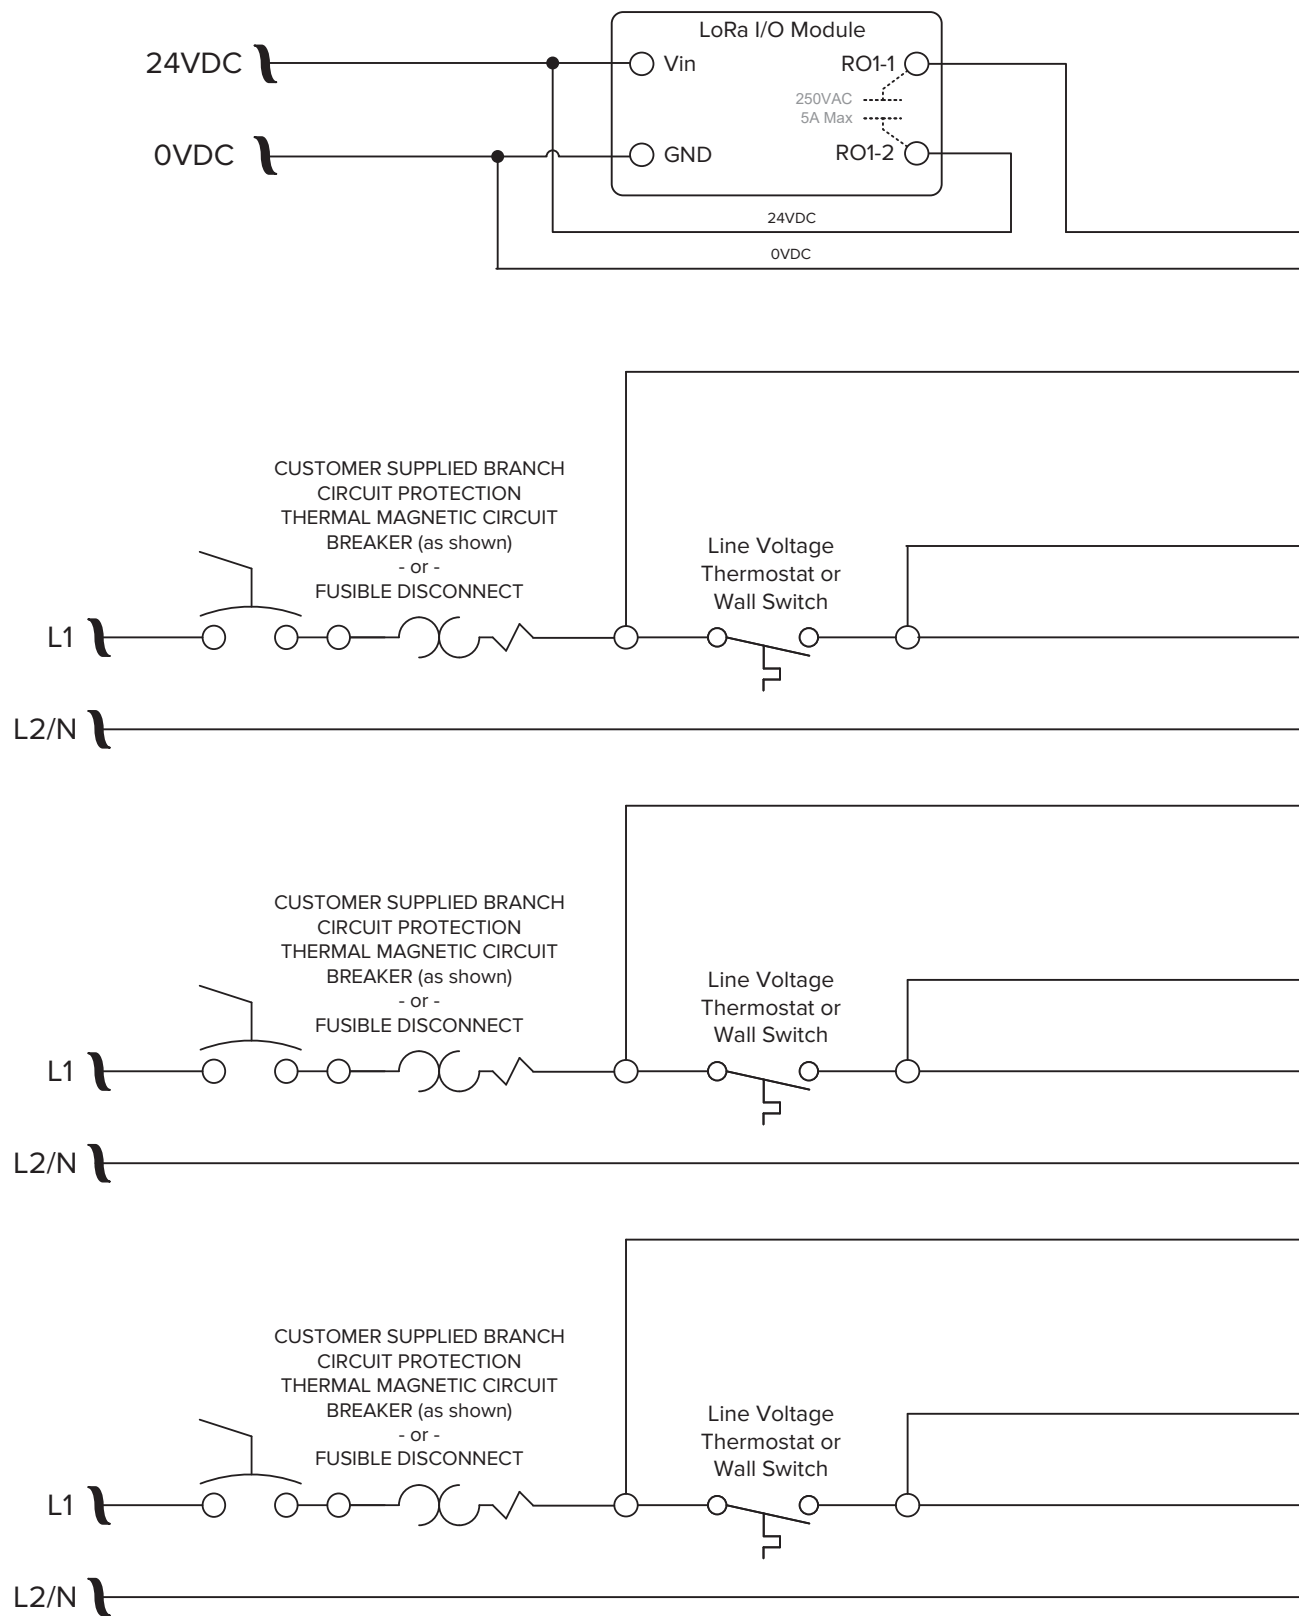 LoRa I/O Module
24VDC
Vin
RO1-1
250VAC
5A Max
0VDC
GND
RO1-2
24VDC
0VDC
CUSTOMER SUPPLIED BRANCH
CIRCUIT PROTECTION
THERMAL MAGNETIC CIRCUIT
BREAKER (as shown)
- or -
FUSIBLE DISCONNECT
Line Voltage
Thermostat or
Wall Switch
L1
L2/N
CUSTOMER SUPPLIED BRANCH
CIRCUIT PROTECTION
THERMAL MAGNETIC CIRCUIT
BREAKER (as shown)
- or -
FUSIBLE DISCONNECT
Line Voltage
Thermostat or
Wall Switch
L1
L2/N
CUSTOMER SUPPLIED BRANCH
CIRCUIT PROTECTION
THERMAL MAGNETIC CIRCUIT
BREAKER (as shown)
- or -
FUSIBLE DISCONNECT
Line Voltage
Thermostat or
Wall Switch
L1
L2/N